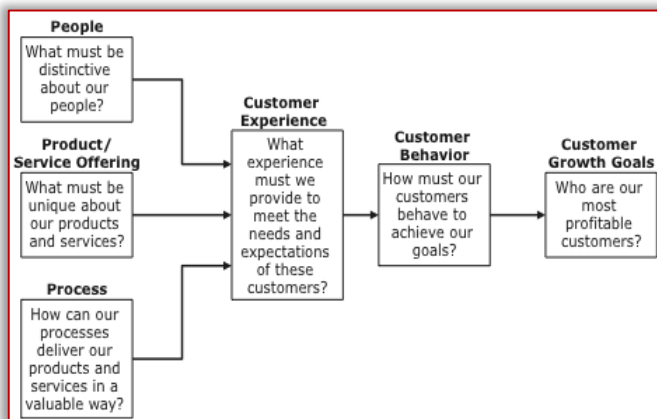 People
What must be
distinctive
about our
people?
Product/
Service Offering
What must be
unique about
our products
and services?
Process
How can our
processes
deliver our
products and
services in a
valuable way?
Customer
Experience
What
experience
must we
provide to
meet the
needs and
expectations
of these
customers?
Customer
Behavior
How must our
customers
behave to
achieve our
goals?
Customer
Growth Goals
Who are our
most
profitable
customers?